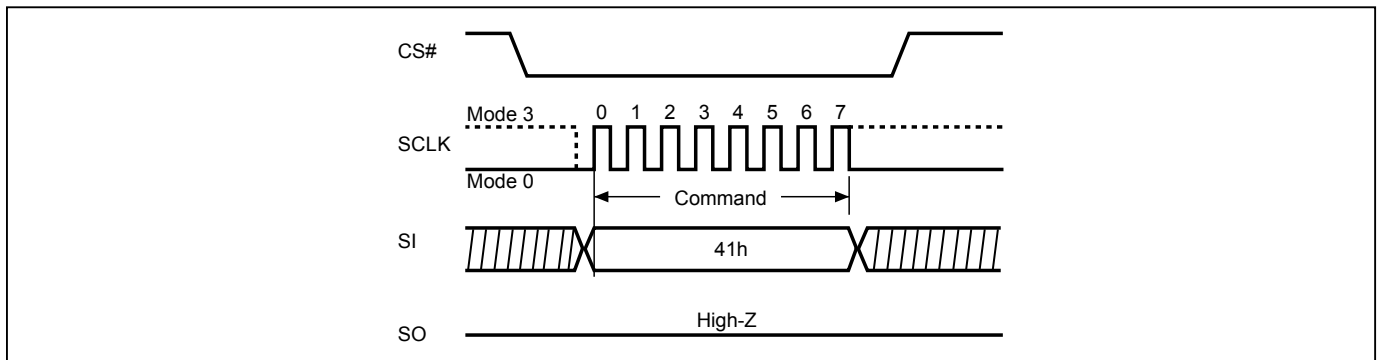 CS#
Mode 3
0 1 2 3 4 5 6 7
SCLK
Mode 0
Command
SI
41h
High-Z
SO